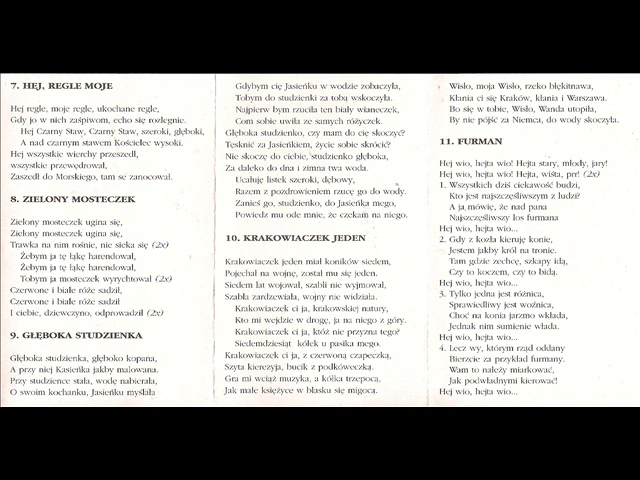 7. HEJ, REGLE MOJE
Hej regle, moje regle, ukochane regle,
Gdy jo w nich zaśpiwom, echo się rozlegnie.
Hej Czarny Staw, Czarny Staw, szeroki, głęboki,
A nad czarnym stawem Kościelec wysoki.
Hej wszystkie wierchy przeszedł,
wszystkie przewędrował,
Zaszedł do Morskiego, tam se zanocował.
8. ZIELONY MOSTECZEK
Zielony mosteczek ugina się,
Zielony mosteczek ugina się,
Trawka na nim rośnie, nie sieka się (2x)
Żebym ja tę łąkę harendował,
Żebym ja tę łąkę harendował,
Tobym ja mosteczek wyrychtował (2x)
Czerwone i białe róże sadził,
Czerwone i białe róże sadził
I ciebie, dziewczyno, odprowadził (2x)
9. GŁĘBOKA STUDZIENKA
Głęboka studzienka, głęboko kopana,
A przy niej Kasieńka jakby malowana.
Przy studzience stała, wodę nabierała,
O swoim kochanku, Jasieńku myślała
Gdybym cię Jasieńku w wodzie zobaczyła,
Tobym do studzienki za tobą wskoczyła.
Najpierw bym rzuciła ten biały wianeczek,
Com sobie uwiła ze samych różyczek.
Głęboka studzienko, czy mam do cię skoczyć?
Tęsknić za Jasieńkiem, życie sobie skrócić?
Nie skoczę do ciebie, studzienko głęboka,
Za daleko do dna i zimna twa woda.
Ucałuję listek szeroki, dębowy,
Razem z pozdrowieniem rzucę go do wody.
Zanieś go, studzienko, do Jasieńka mego,
Powiedz mu ode mnie, że czekam na niego.
10. KRAKOWIACZEK JEDEN
Krakowiaczek jeden miał koników siedem,
Pojechał na wojnę, został mu się jeden.
Siedem lat wojował, szabli nie wyjmował,
Szabla zardzewiała, wojny nie widziała.
Krakowiaczek ci ja, krakowskiej natury,
Kto mi wejdzie w drogę, ja na niego z góry.
Krakowiaczek ci ja, któż nie przyzna tego?
Siedemdziesiąt kółek u pasika mego.
Krakowiaczek ci ja, z czerwoną czapeczką,
Szyta kierezyja, bucik z podkóweczką.
Gra mi wciąż muzyka, a kółka trzepocą,
Jak małe księżyce w blasku się migocą.
Wisło, moja Wisło, rzeko błękitnawa,
Kłania ci się Kraków, kłania i Warszawa.
Bo się w tobie, Wisło, Wanda utopiła,
By nie pójść za Niemca, do wody skoczyła.
11. FURMAN
Hej wio, hejta wio! Hejta stary, młody, jary!
Hej wio, hejta wio! Hejta, wiśta, prr! (2x)
1. Wszystkich dziś ciekawość budzi,
Kto jest najszczęśliwszym z ludzi?
A ja mówię, że nad pana
Najszczęśliwszy los furmana
Hej wio, hejta wio...
2. Gdy z kozła kieruję konie,
Jestem jakby król na tronie.
Tam gdzie zechcę, szkapy idą,
Czy to koczem, czy to bidą.
Hej wio, hejta wio...
3. Tylko jedna jest różnica,
Sprawiedliwy jest woźnica,
Choć na konia jarzmo wkłada,
Jednak nim sumienie włada.
Hej wio, hejta wio...
4. Lecz wy, którym rząd oddany
Bierzcie za przykład furmany.
Wam to należy miarkować,
Jak podwładnymi kierować!
Hej wio, hejta wio...